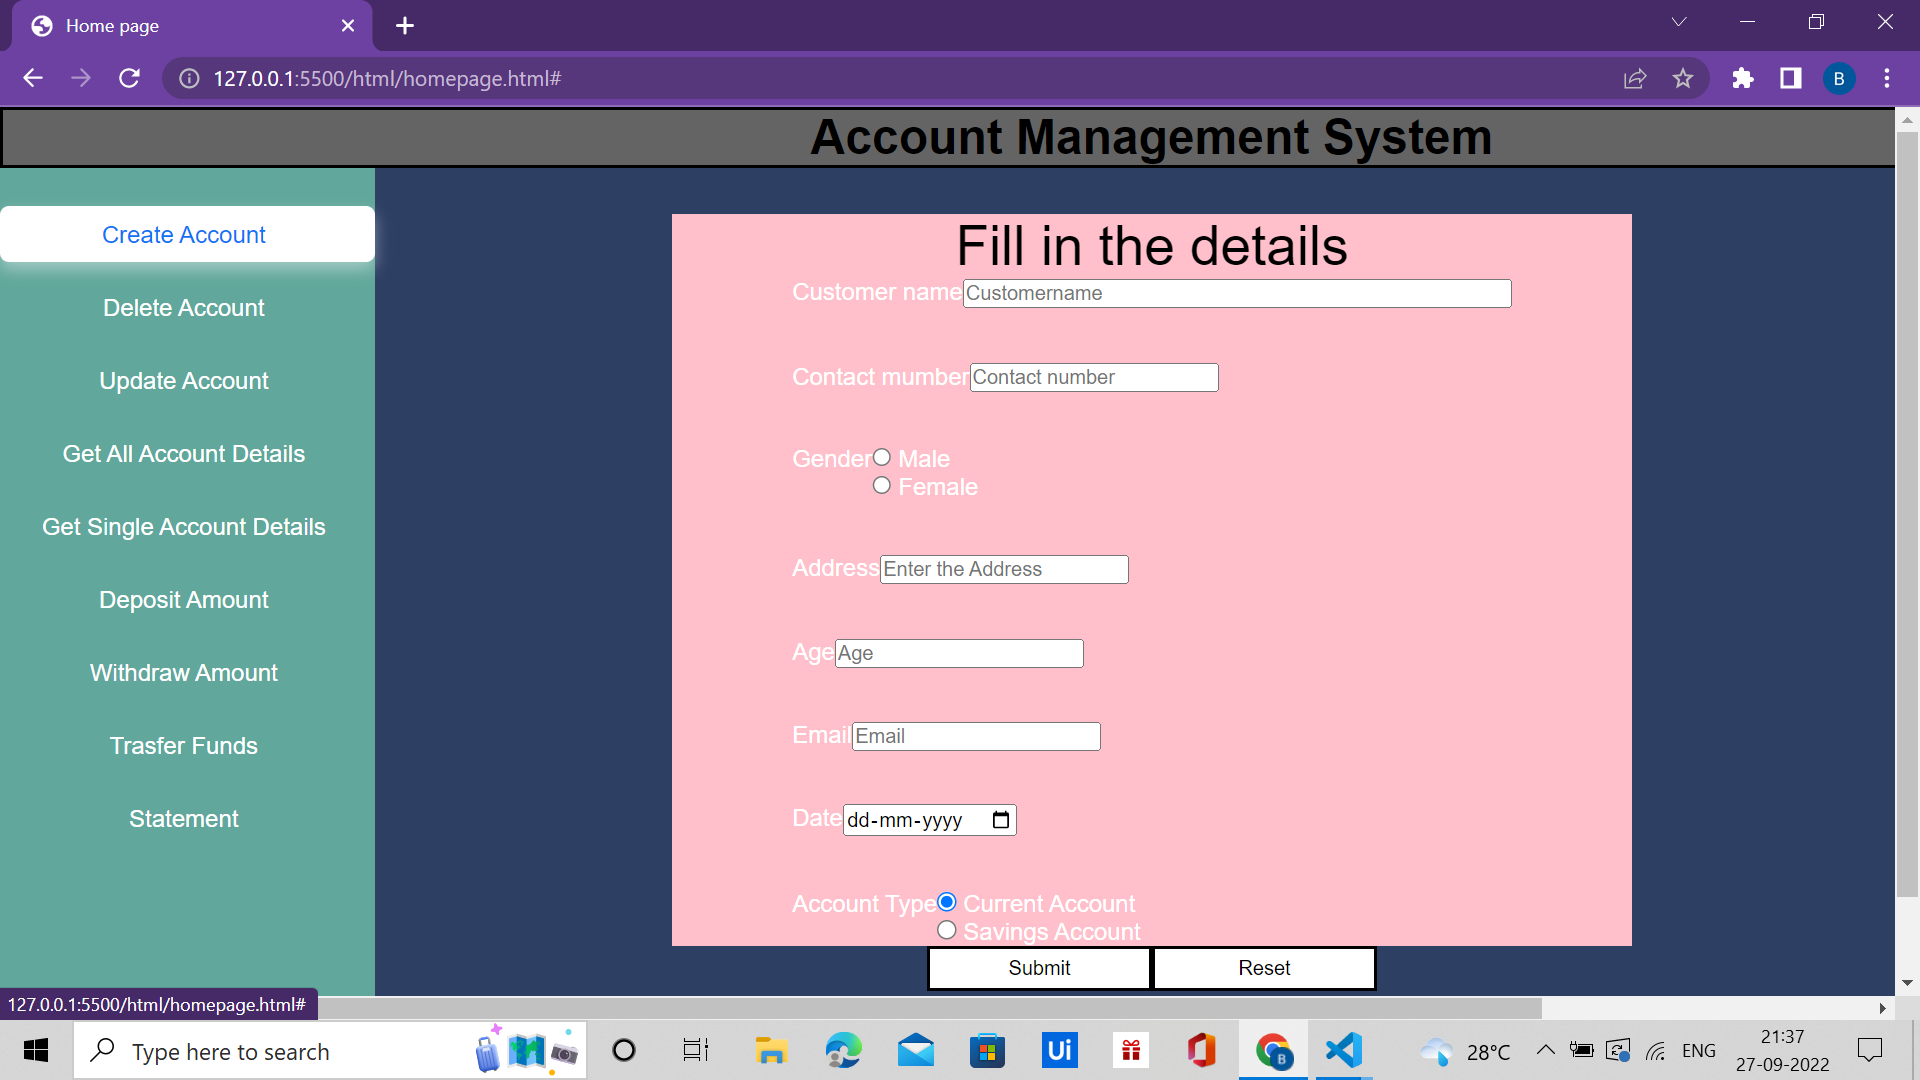 Home page
127.0.0.1:5500/html/homepage.html#
B
Account Management System
Create Account
Delete Account
Update Account
Get All Account Details
Get Single Account Details
Deposit Amount
Withdraw Amount
Trasfer Funds
Statement
Fill in the details
Customer name Customername
Contact mumber Contact number
Gender Male
Female
Address Enter the Address
Age Age
Email Email
Date dd-mm-yyyy
Account Type Current Account
Savings Account
Submit Reset
127.0.0.1:5500/html/homepage.html#
Type here to search
Ui
B
28°C
ENG
21:37
27-09-2022